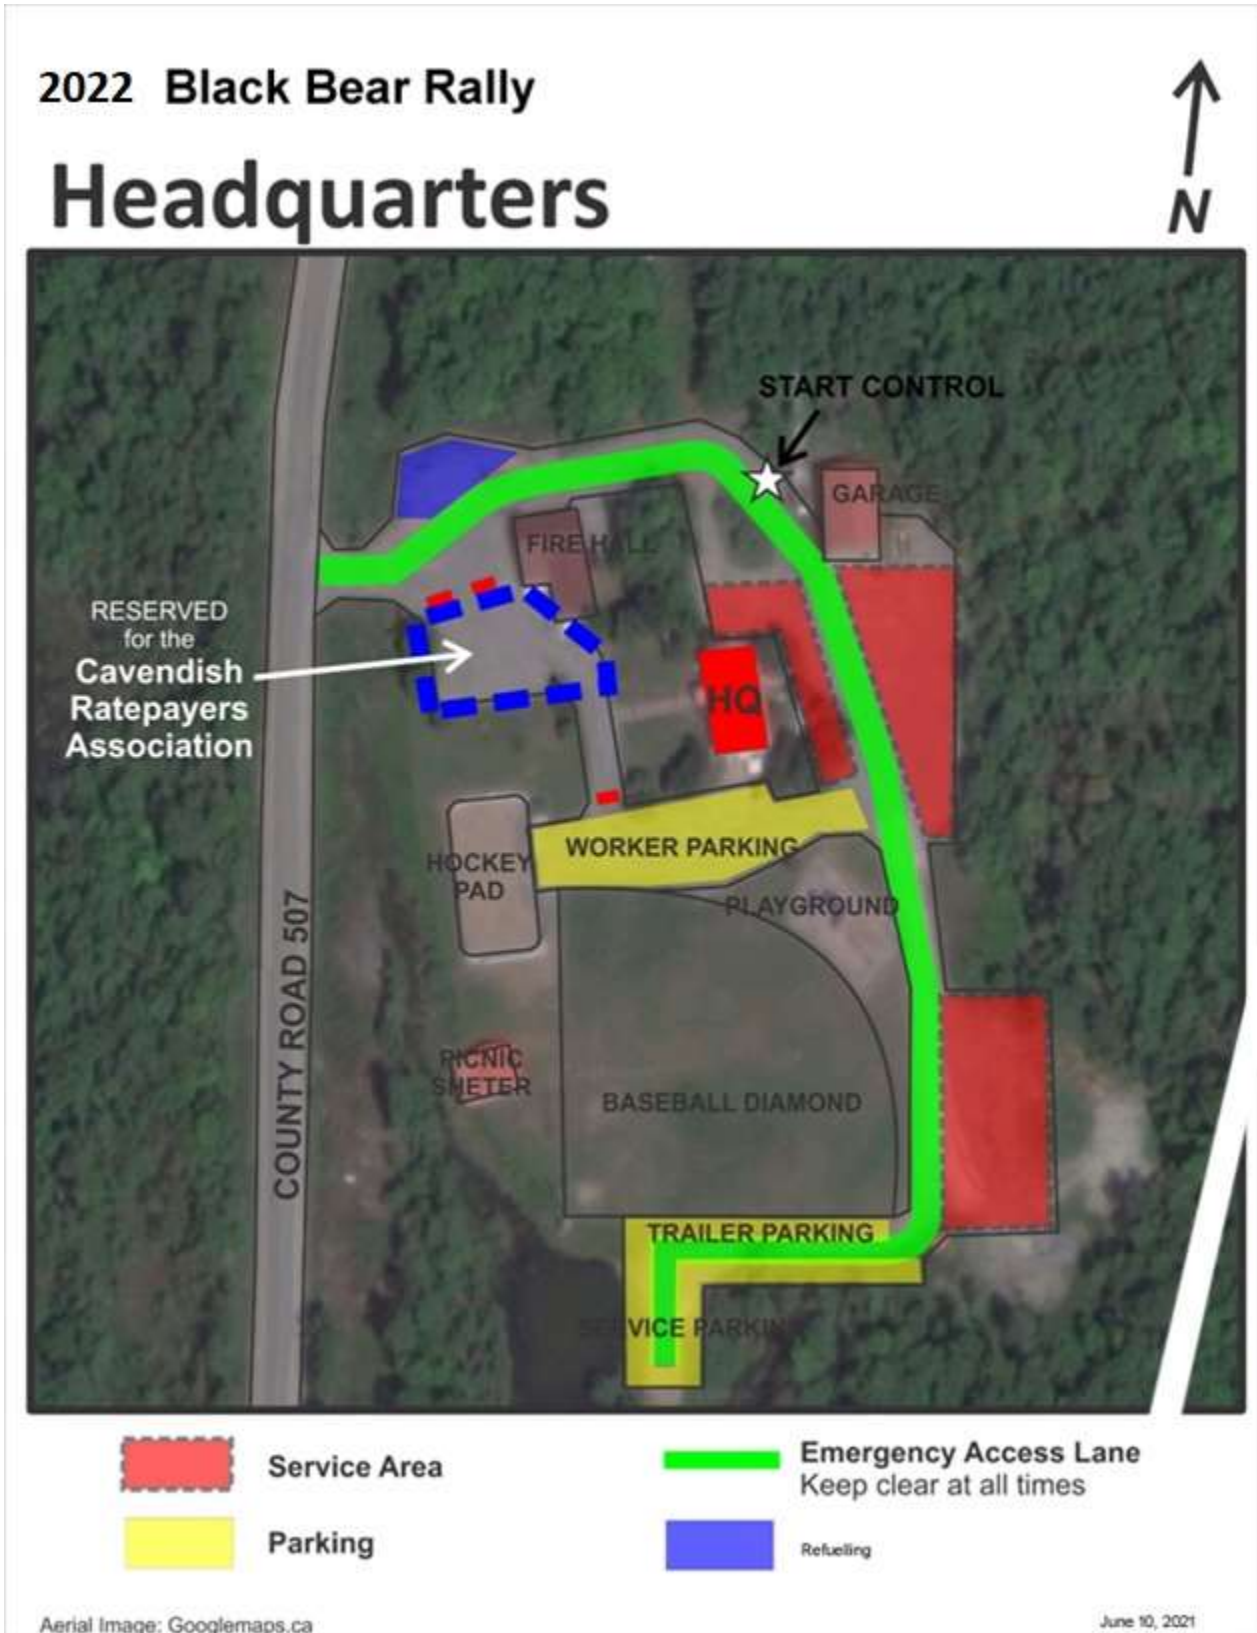 2022 Black Bear Rally
N
Headquarters
START CONTROL
GARAGE
FIRE HALL
RESERVED
for the
Cavendish
Ratepayers
Association
HQ
WORKER PARKING
HOCKEY
PAD
PLAYGROUND
COUNTY ROAD 507
PICNIC
SHETER
BASEBALL DIAMOND
TRAILER PARKING
SERVICE PARKING
Service Area
Emergency Access Lane
Keep clear at all times
Parking
Refuelling
Aerial Image: Googlemaps.ca
June 10, 2021